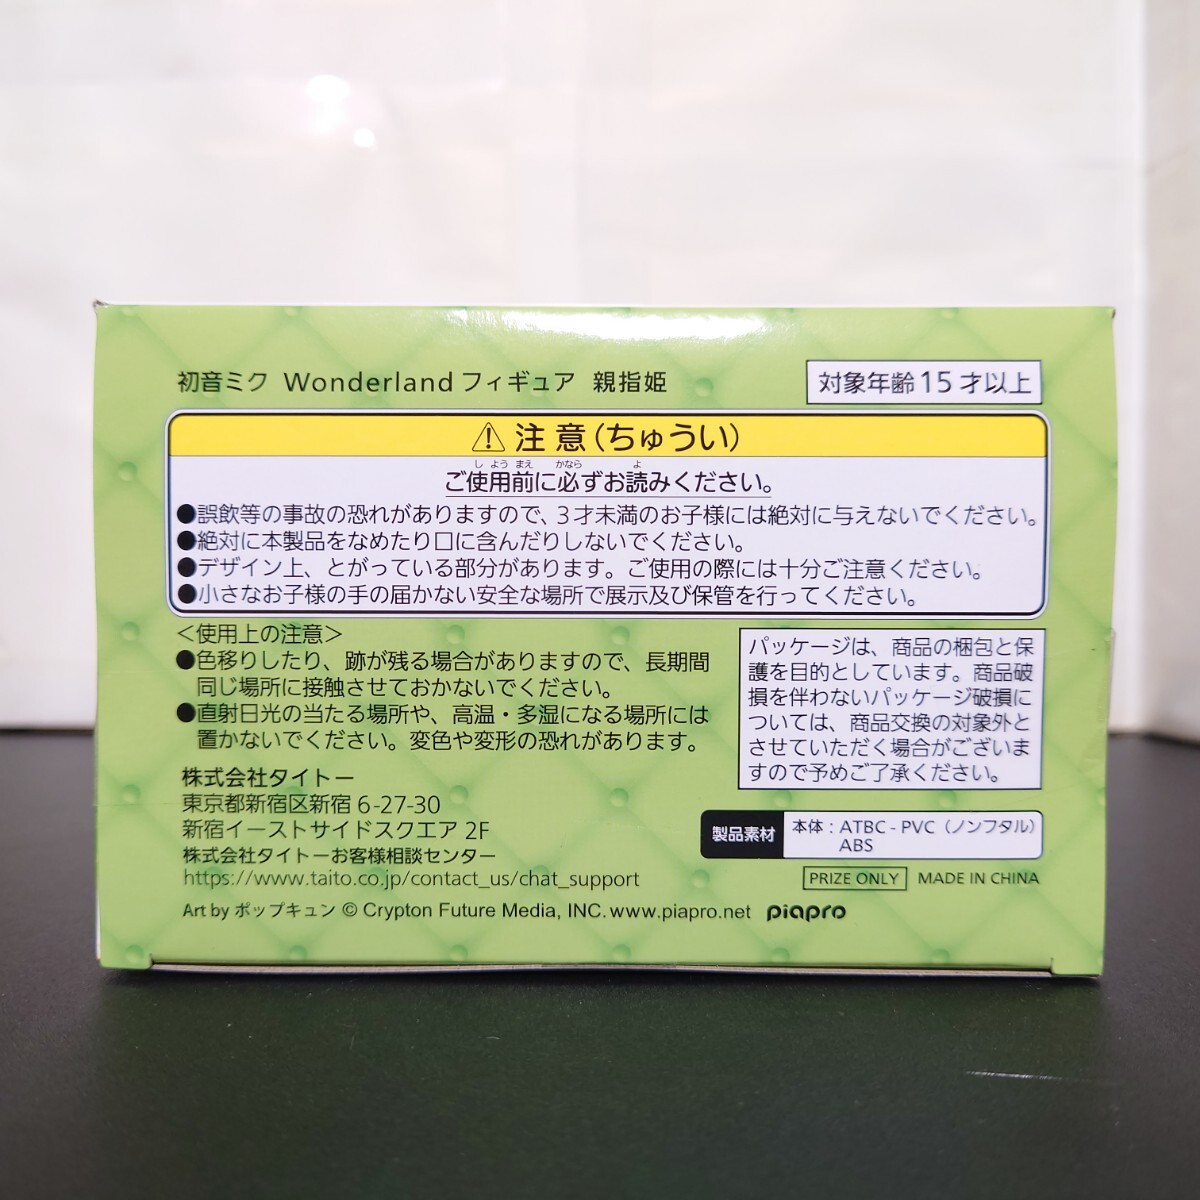 初音ミク Wonderland フィギュア 親指姫
対象年齢15才以上
注意(ちゅうい)
ご使用前に必ずお読みください。
●誤飲等の事故の恐れがありますので、3才未満のお子様には絶対に与えないでください。
●絶対に本製品をなめたり口に含んだりしないでください。
●デザイン上、とがっている部分があります。ご使用の際には十分ご注意ください。
●小さなお子様の手の届かない安全な場所で展示及び保管を行ってください。
＜使用上の注意＞
●色移りしたり、跡が残る場合がありますので、長期間
同じ場所に接触させておかないでください。
●直射日光の当たる場所や、高温・多湿になる場所には
置かないでください。変色や変形の恐れがあります。
パッケージは、商品の梱包と保
護を目的としています。商品破
損を伴わないパッケージ破損に
ついては、商品交換の対象外と
させていただく場合がございま
すので予めご了承ください。
株式会社タイトー
東京都新宿区新宿6-27-30
新宿イーストサイドスクエア 2F
株式会社タイトーお客様相談センター
https://www.taito.co.jp/contact_us/chat_support
製品素材
本体：ATBC-PVC（ノンフタル）
ABS
PRIZE ONLY MADE IN CHINA
Art by ポップキュン © Crypton Future Media, INC. www.piapro.net piapro